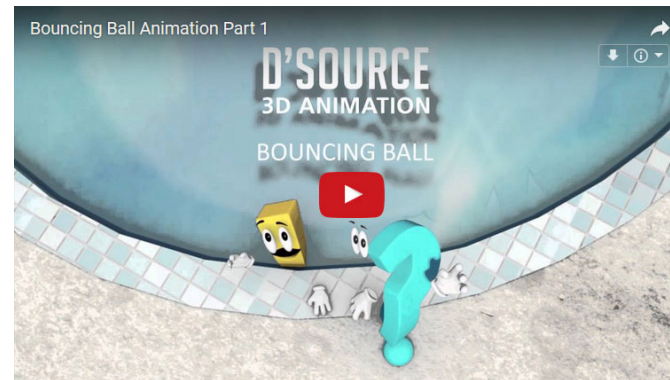 Bouncing Ball Animation Part 1
D'SOURCE
3D ANIMATION
BOUNCING BALL